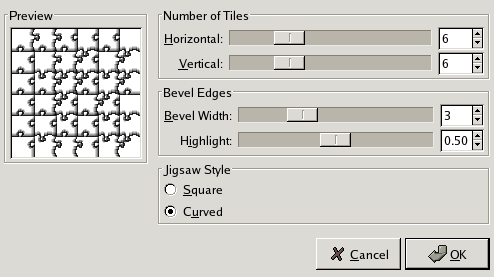 Preview
Number of Tiles
Horizontal: 6
Vertical: 6
Bevel Edges
Bevel Width: 3
Highlight: 0.50
Jigsaw Style
Square
Curved
Cancel OK